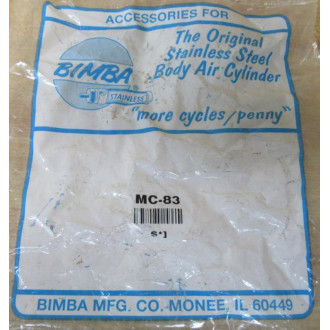 ACCESSORIES FOR
The Original
Stainless Steel
Body Air Cylinder
BIMBA
STAINLESS
"more cycles/penny"
MC-83
S*]
BIMBA MFG. CO. MONEE, IL 60449